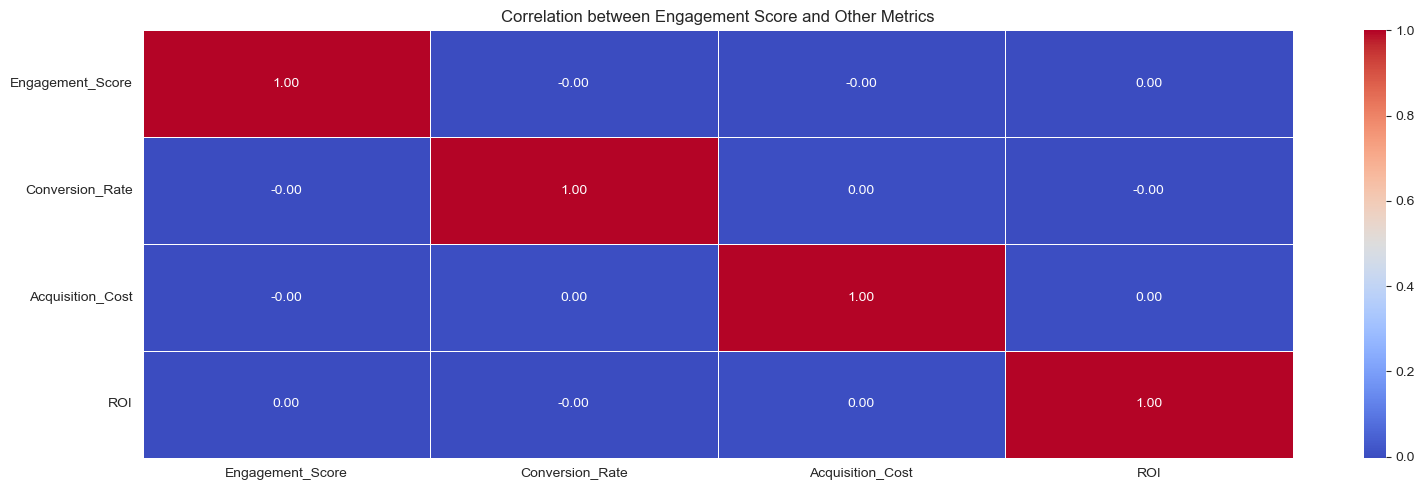 Correlation between Engagement Score and Other Metrics
Engagement_Score 1.00 -0.00 -0.00 0.00
Conversion_Rate -0.00 1.00 0.00 -0.00
Acquisition_Cost -0.00 0.00 1.00 0.00
ROI 0.00 -0.00 0.00 1.00
Engagement_Score Conversion_Rate Acquisition_Cost ROI
1.0
0.8
0.6
0.4
0.2
0.0